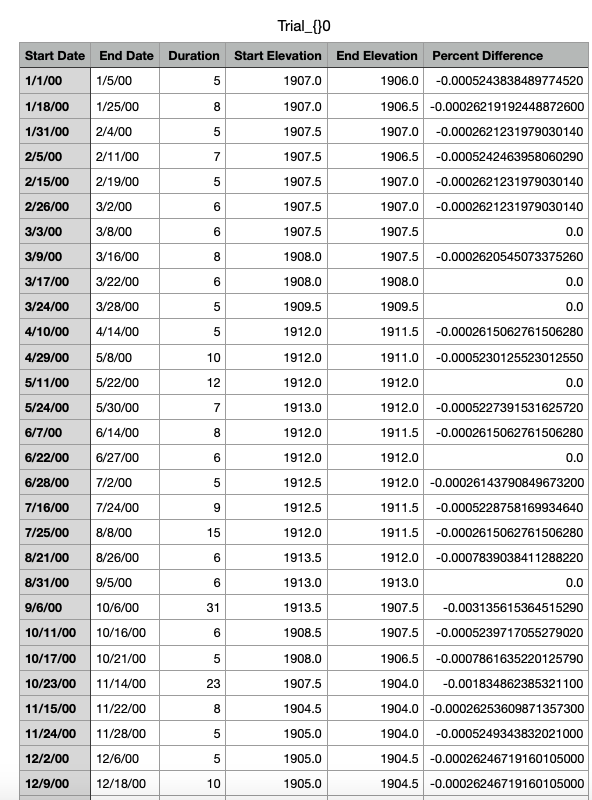 Trial_{}0
Start Date End Date Duration Start Elevation End Elevation Percent Difference
1/1/00 1/5/00 5 1907.0 1906.0 -0.0005243838489774520
1/18/00 1/25/00 8 1907.0 1906.5 -0.00026219192448872600
1/31/00 2/4/00 5 1907.5 1907.0 -0.0002621231979030140
2/5/00 2/11/00 7 1907.5 1906.5 -0.0005242463958060290
2/15/00 2/19/00 5 1907.5 1907.0 -0.0002621231979030140
2/26/00 3/2/00 6 1907.5 1907.0 -0.0002621231979030140
3/3/00 3/8/00 6 1907.5 1907.5 0.0
3/9/00 3/16/00 8 1908.0 1907.5 -0.0002620545073375260
3/17/00 3/22/00 6 1908.0 1908.0 0.0
3/24/00 3/28/00 5 1909.5 1909.5 0.0
4/10/00 4/14/00 5 1912.0 1911.5 -0.0002615062761506280
4/29/00 5/8/00 10 1912.0 1911.0 -0.0005230125523012550
5/11/00 5/22/00 12 1912.0 1912.0 0.0
5/24/00 5/30/00 7 1913.0 1912.0 -0.0005227391531625720
6/7/00 6/14/00 8 1912.0 1911.5 -0.0002615062761506280
6/22/00 6/27/00 6 1912.0 1912.0 0.0
6/28/00 7/2/00 5 1912.5 1912.0 -0.00026143790849673200
7/16/00 7/24/00 9 1912.5 1911.5 -0.0005228758169934640
7/25/00 8/8/00 15 1912.0 1911.5 -0.0002615062761506280
8/21/00 8/26/00 6 1913.5 1912.0 -0.0007839038411288220
8/31/00 9/5/00 6 1913.0 1913.0 0.0
9/6/00 10/6/00 31 1913.5 1907.5 -0.003135615364515290
10/11/00 10/16/00 6 1908.5 1907.5 -0.0005239717055279020
10/17/00 10/21/00 5 1908.0 1906.5 -0.0007861635220125790
10/23/00 11/14/00 23 1907.5 1904.0 -0.001834862385321100
11/15/00 11/22/00 8 1904.5 1904.0 -0.00026253609871357300
11/24/00 11/28/00 5 1905.0 1904.0 -0.0005249343832021000
12/2/00 12/6/00 5 1905.0 1904.5 -0.00026246719160105000
12/9/00 12/18/00 10 1905.0 1904.5 -0.00026246719160105000